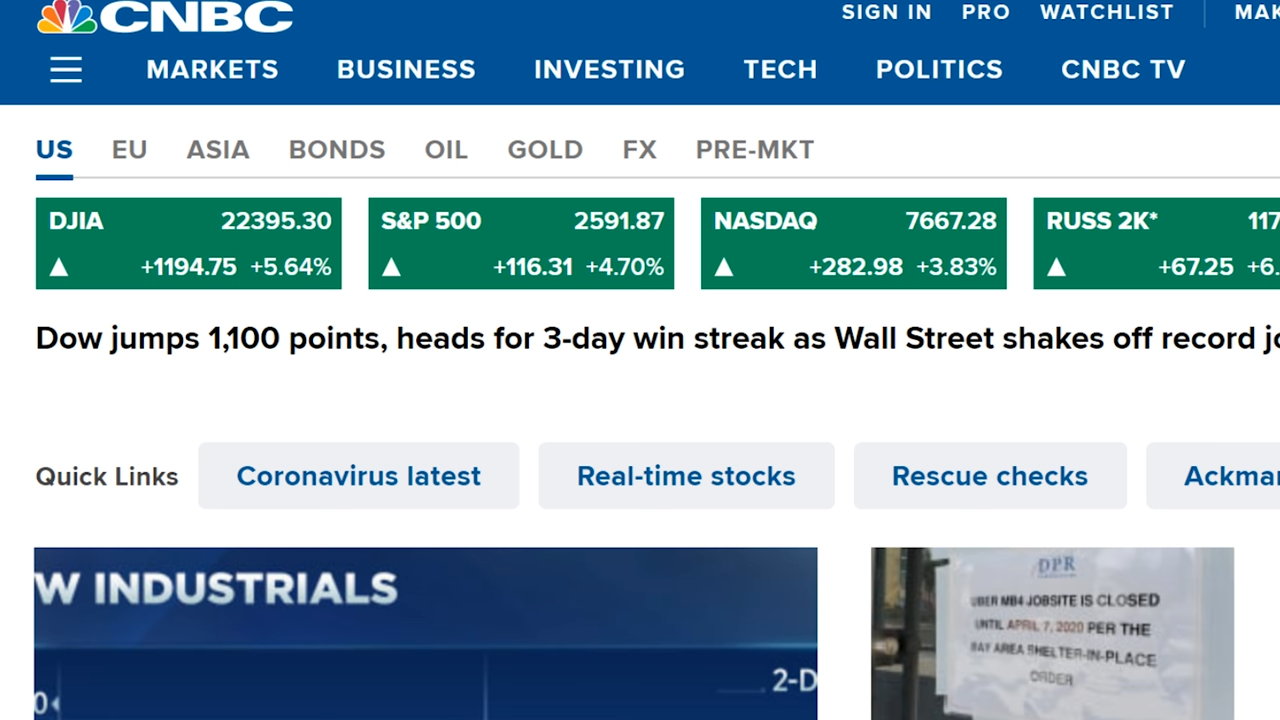 CNBC
SIGN IN PRO WATCHLIST
MARKETS BUSINESS INVESTING TECH POLITICS CNBC TV
US EU ASIA BONDS OIL GOLD FX PRE-MKT
DJIA 22395.30
+1194.75 +5.64%
S&P 500 2591.87
+116.31 +4.70%
NASDAQ 7667.28
+282.98 +3.83%
RUSS 2K* 117
+67.25 +6.
Dow jumps 1,100 points, heads for 3-day win streak as Wall Street shakes off record
Quick Links Coronavirus latest Real-time stocks Rescue checks
W INDUSTRIALS
2-D
DPR
UBER MB4 JOBSITE IS CLOSED
UNTIL APRIL 7, 2020 PER THE
BAY AREA SHELTER-IN-PLACE
ORDER